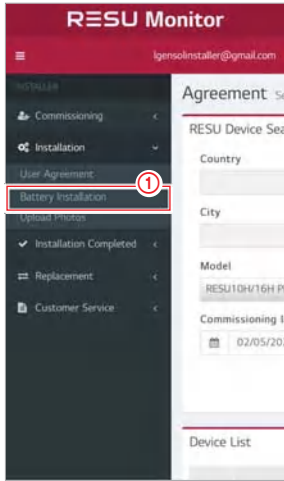 RESU Monitor
lgensolinstaller@gmail.com
INSTALLER
Commissioning
Installation
User Agreement
Battery Installation
1
Upload Photos
Installation Completed
Replacement
Customer Service
Agreement
RESU Device Sea
Country
City
Model
RESU10H/16H P
Commissioning I
02/05/20
Device List